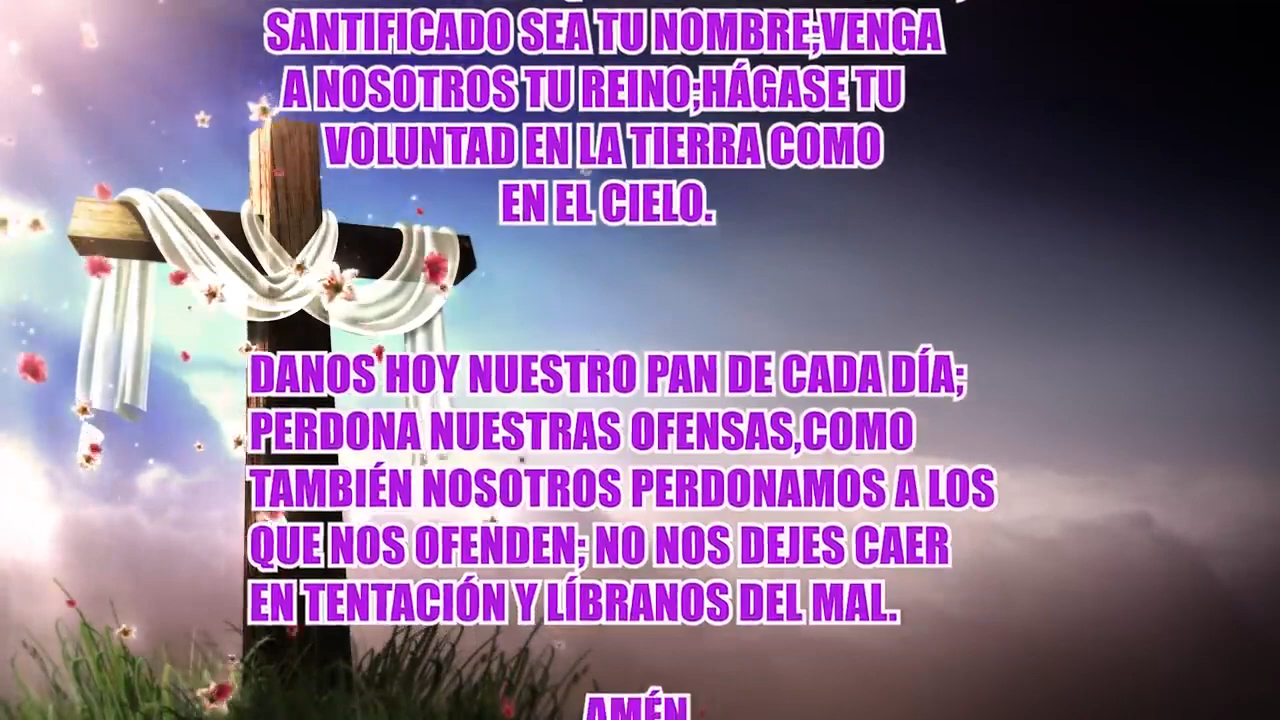 SANTIFICADO SEA TU NOMBRE;VENGA
A NOSOTROS TU REINO;HÁGASE TU
VOLUNTAD EN LA TIERRA COMO
EN EL CIELO.
DANOS HOY NUESTRO PAN DE CADA DÍA;
PERDONA NUESTRAS OFENSAS,COMO
TAMBIÉN NOSOTROS PERDONAMOS A LOS
QUE NOS OFENDEN; NO NOS DEJES CAER
EN TENTACIÓN Y LÍBRANOS DEL MAL.
AMÉN